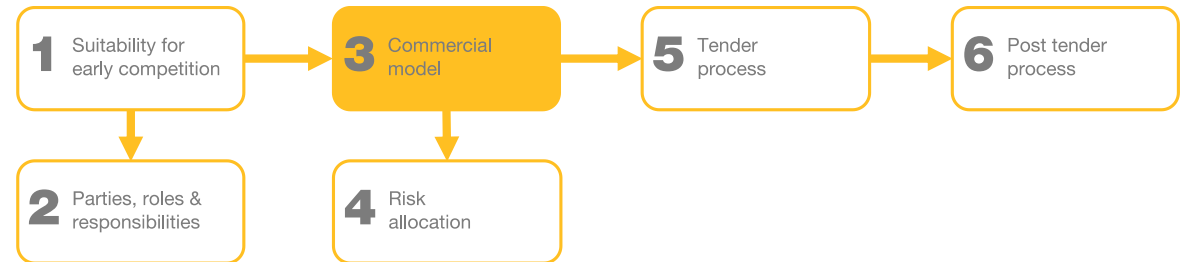 1 Suitability for
early competition
2 Parties, roles &
responsibilities
3 Commercial
model
4 Risk
allocation
5 Tender
process
6 Post tender
process